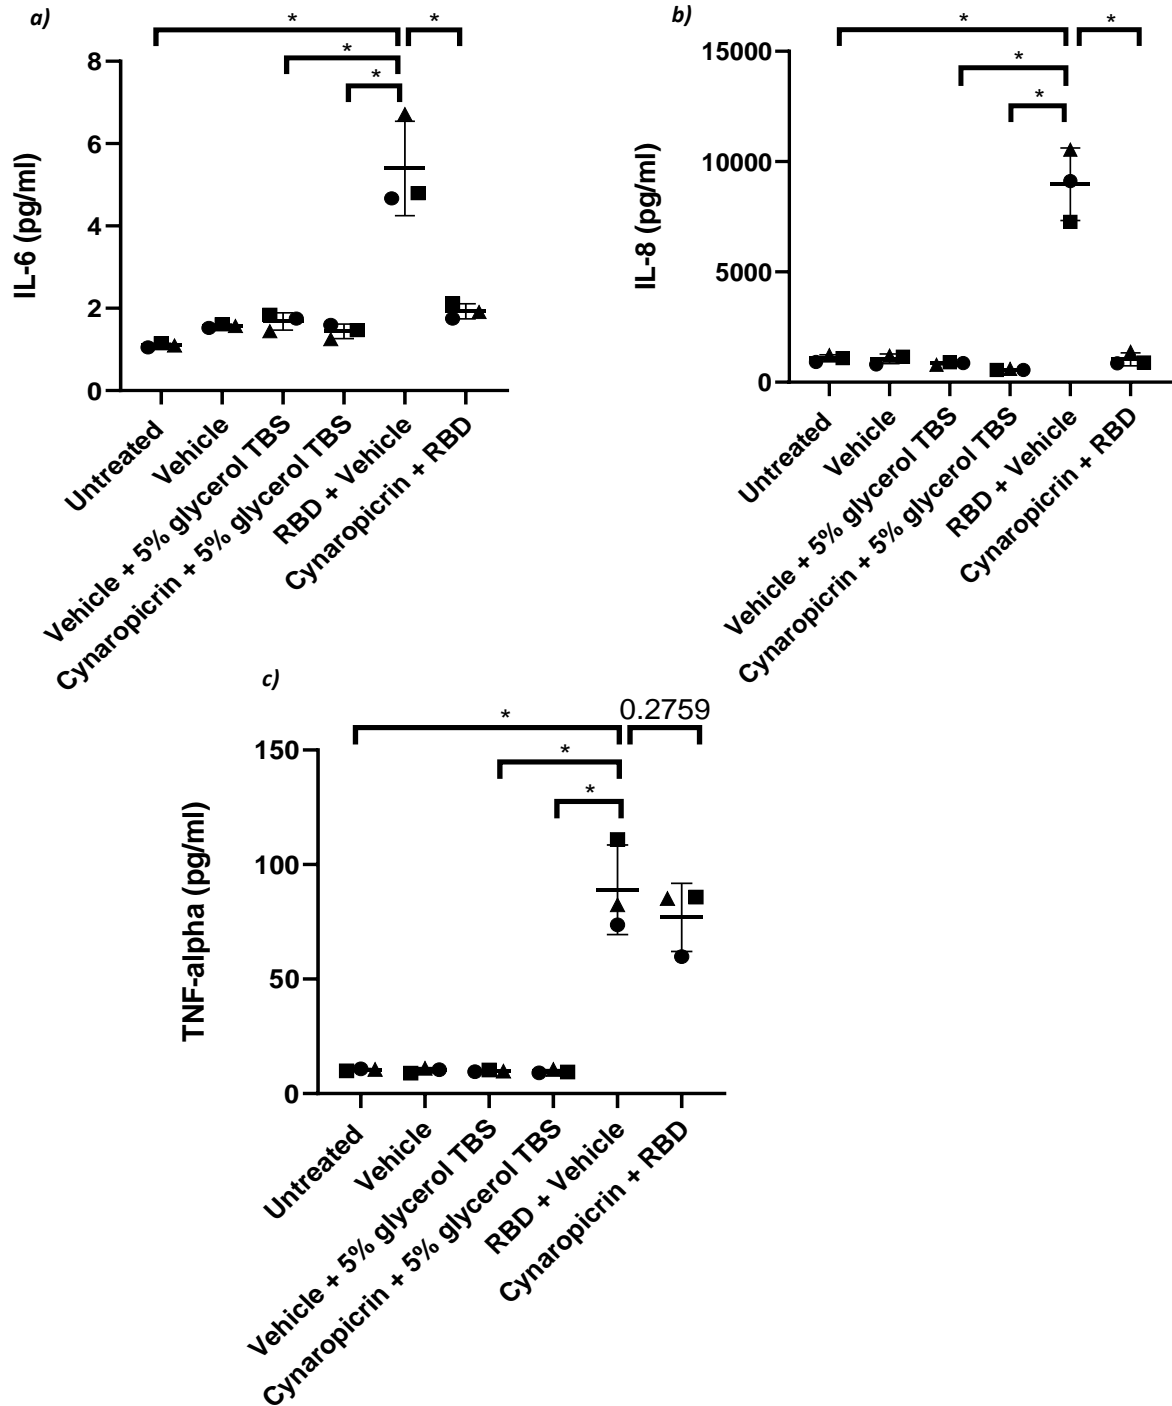 a)
*
*
*
*
IL-6 (pg/ml)
8
6
4
2
0
Untreated
Vehicle
Vehicle + 5% glycerol TBS
Cynaropicrin + 5% glycerol TBS
RBD + Vehicle
Cynaropicrin + RBD
b)
*
*
*
*
IL-8 (pg/ml)
15000
10000
5000
0
Untreated
Vehicle
Vehicle + 5% glycerol TBS
Cynaropicrin + 5% glycerol TBS
RBD + Vehicle
Cynaropicrin + RBD
c)
*
0.2759
*
*
TNF-alpha (pg/ml)
150
100
50
0
Untreated
Vehicle
Vehicle + 5% glycerol TBS
Cynaropicrin + 5% glycerol TBS
RBD + Vehicle
Cynaropicrin + RBD